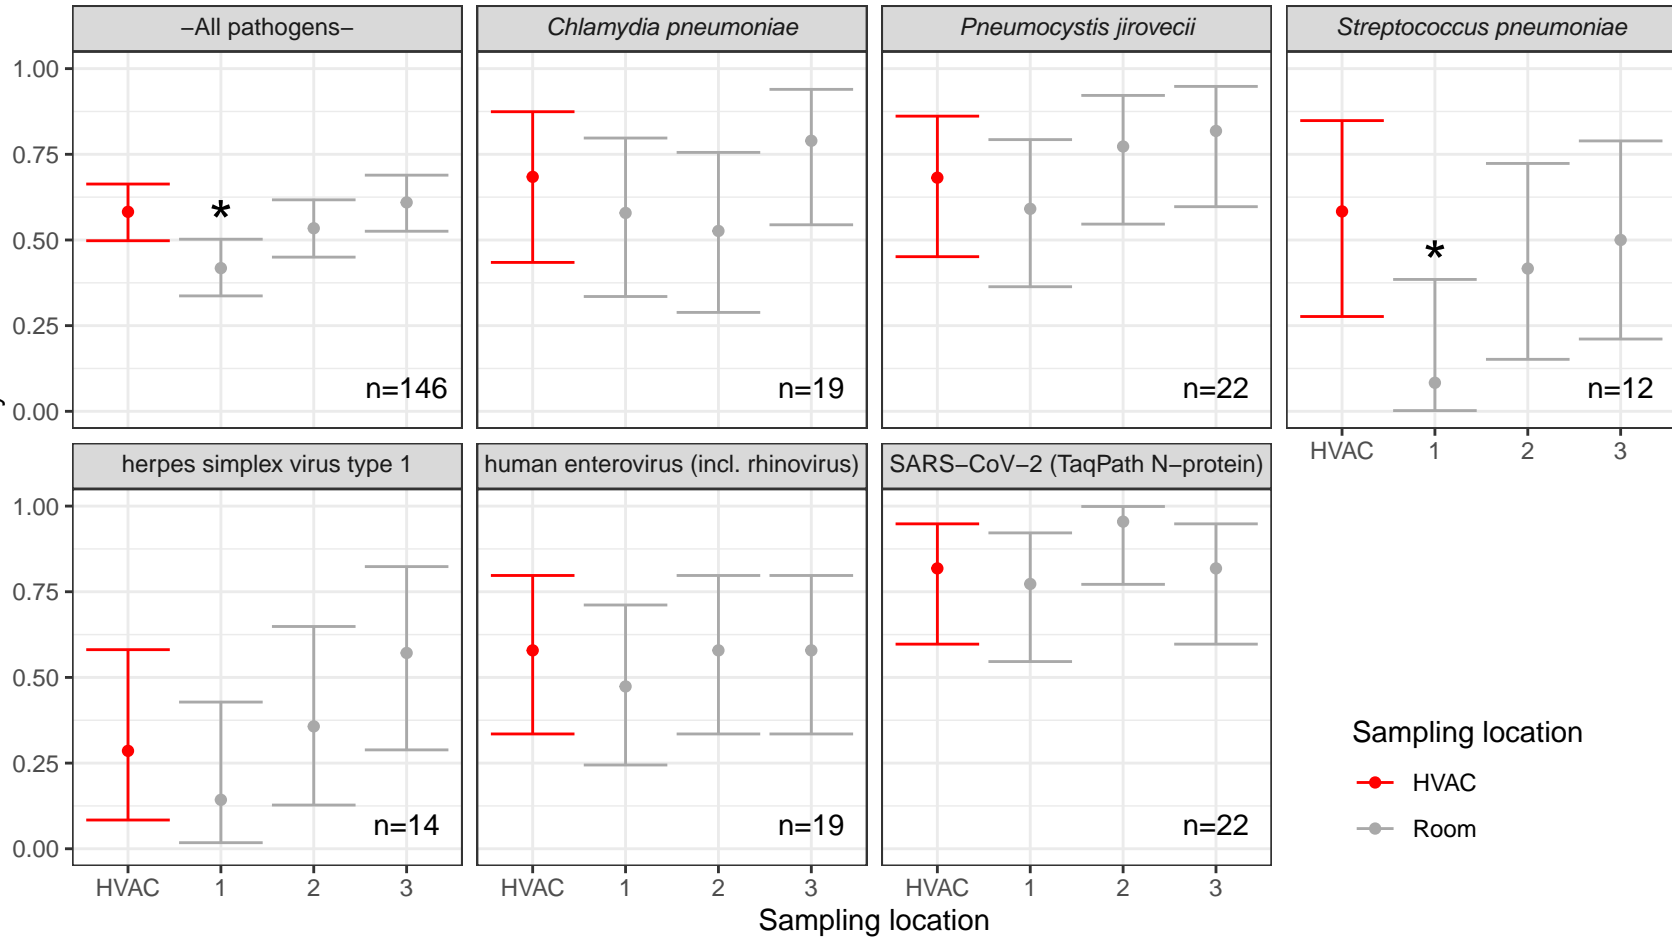 –All pathogens–
Chlamydia pneumoniae
Pneumocystis jirovecii
Streptococcus pneumoniae
1.00
0.75
0.50
0.25
0.00
*
n=146
n=19
n=22
*
n=12
HVAC 1 2 3
herpes simplex virus type 1
human enterovirus (incl. rhinovirus)
SARS–CoV–2 (TaqPath N–protein)
1.00
0.75
0.50
0.25
0.00
n=14
n=19
n=22
HVAC 1 2 3
HVAC 1 2 3
HVAC 1 2 3
Sampling location
Sampling location
HVAC
Room